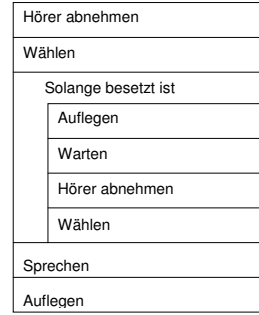 Hörer abnehmen
Wählen
Solange besetzt ist
Auflegen
Warten
Hörer abnehmen
Wählen
Sprechen
Auflegen